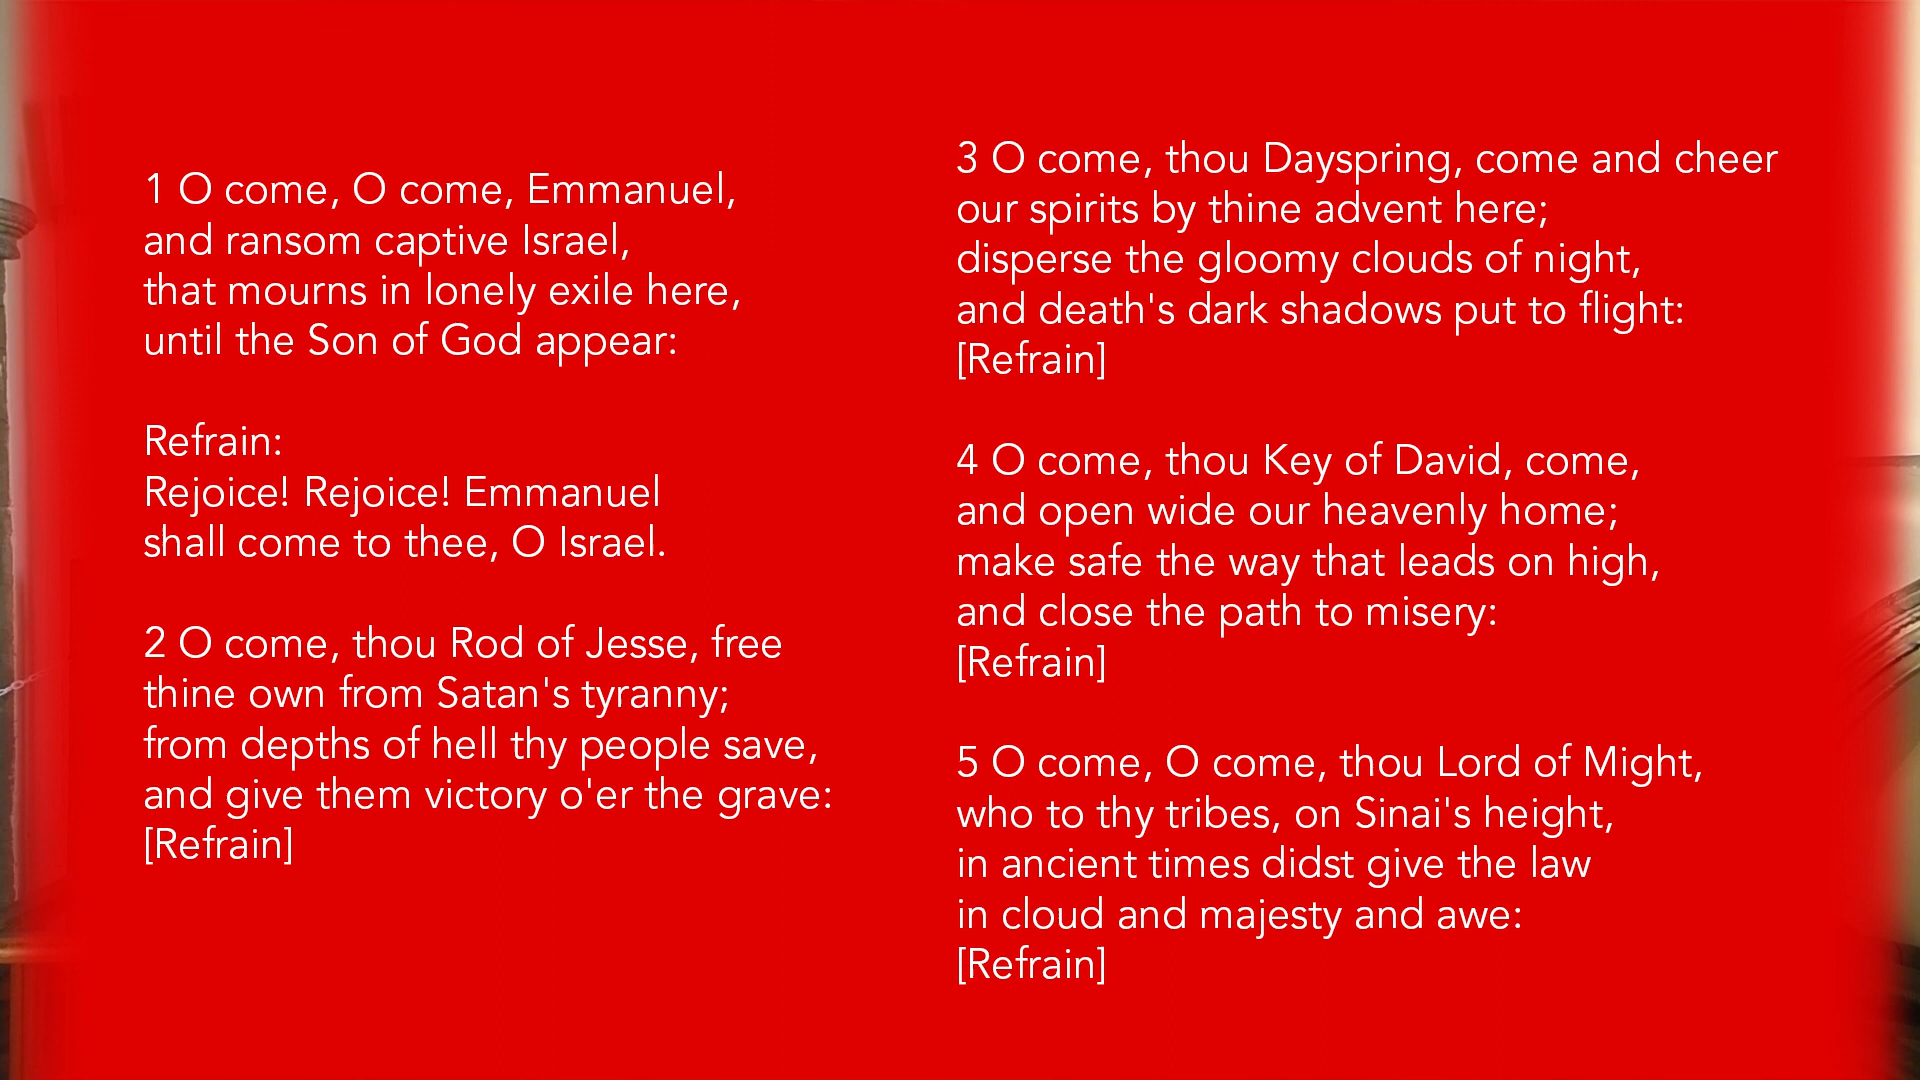 1 O come, O come, Emmanuel,
and ransom captive Israel,
that mourns in lonely exile here,
until the Son of God appear:

Refrain:
Rejoice! Rejoice! Emmanuel
shall come to thee, O Israel.

2 O come, thou Rod of Jesse, free
thine own from Satan's tyranny;
from depths of hell thy people save,
and give them victory o'er the grave:
[Refrain]

3 O come, thou Dayspring, come and cheer
our spirits by thine advent here;
disperse the gloomy clouds of night,
and death's dark shadows put to flight:
[Refrain]

4 O come, thou Key of David, come,
and open wide our heavenly home;
make safe the way that leads on high,
and close the path to misery:
[Refrain]

5 O come, O come, thou Lord of Might,
who to thy tribes, on Sinai's height,
in ancient times didst give the law
in cloud and majesty and awe:
[Refrain]